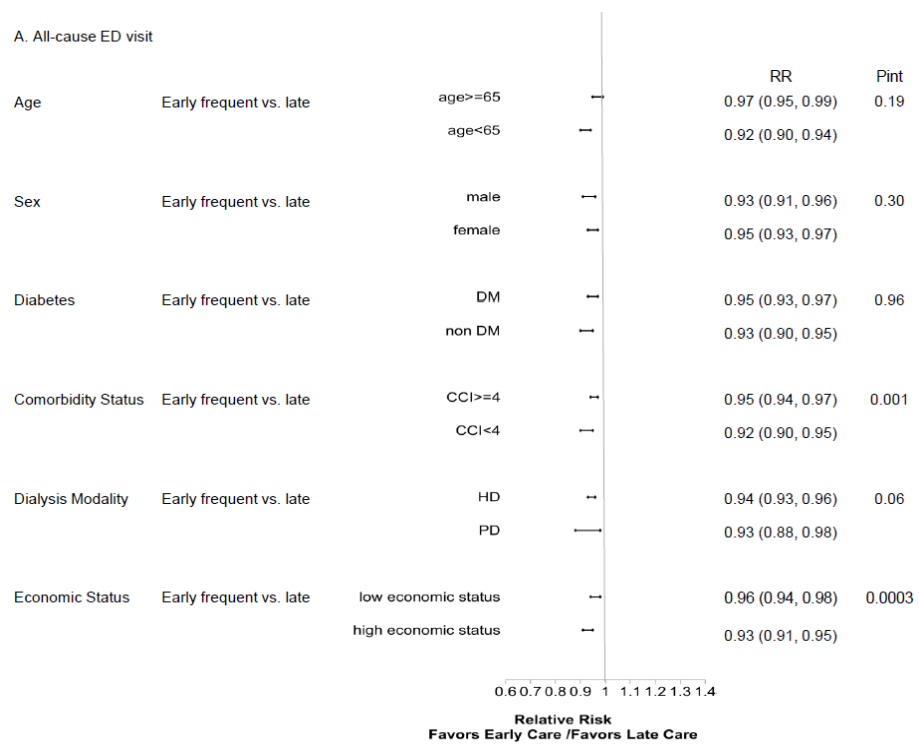 A. All-cause ED visit
RR Pint
Age Early frequent vs. late age>=65 0.97 (0.95, 0.99) 0.19
age<65 0.92 (0.90, 0.94)
Sex Early frequent vs. late male 0.93 (0.91, 0.96) 0.30
female 0.95 (0.93, 0.97)
Diabetes Early frequent vs. late DM 0.95 (0.93, 0.97) 0.96
non DM 0.93 (0.90, 0.95)
Comorbidity Status Early frequent vs. late CCI>=4 0.95 (0.94, 0.97) 0.001
CCI<4 0.92 (0.90, 0.95)
Dialysis Modality Early frequent vs. late HD 0.94 (0.93, 0.96) 0.06
PD 0.93 (0.88, 0.98)
Economic Status Early frequent vs. late low economic status 0.96 (0.94, 0.98) 0.0003
high economic status 0.93 (0.91, 0.95)
0.6 0.7 0.8 0.9 1 1.1 1.2 1.3 1.4
Relative Risk
Favors Early Care /Favors Late Care